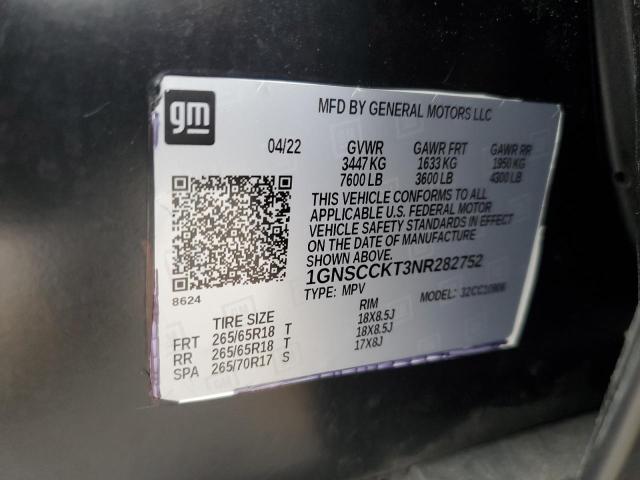 gm
MFD BY GENERAL MOTORS LLC
04/22 GVWR GAWR FRT GAWR RR
3447 KG 1633 KG 1950 KG
7600 LB 3600 LB 4300 LB
THIS VEHICLE CONFORMS TO ALL
APPLICABLE U.S. FEDERAL MOTOR
VEHICLE SAFETY STANDARDS IN EFFECT
ON THE DATE OF MANUFACTURE
SHOWN ABOVE.
1GNSCCKT3NR282752
8624
TYPE: MPV MODEL:
TIRE SIZE RIM
FRT 265/65R18 T 18X8.5J
RR 265/65R18 T 18X8.5J
SPA 265/70R17 S 17X8J